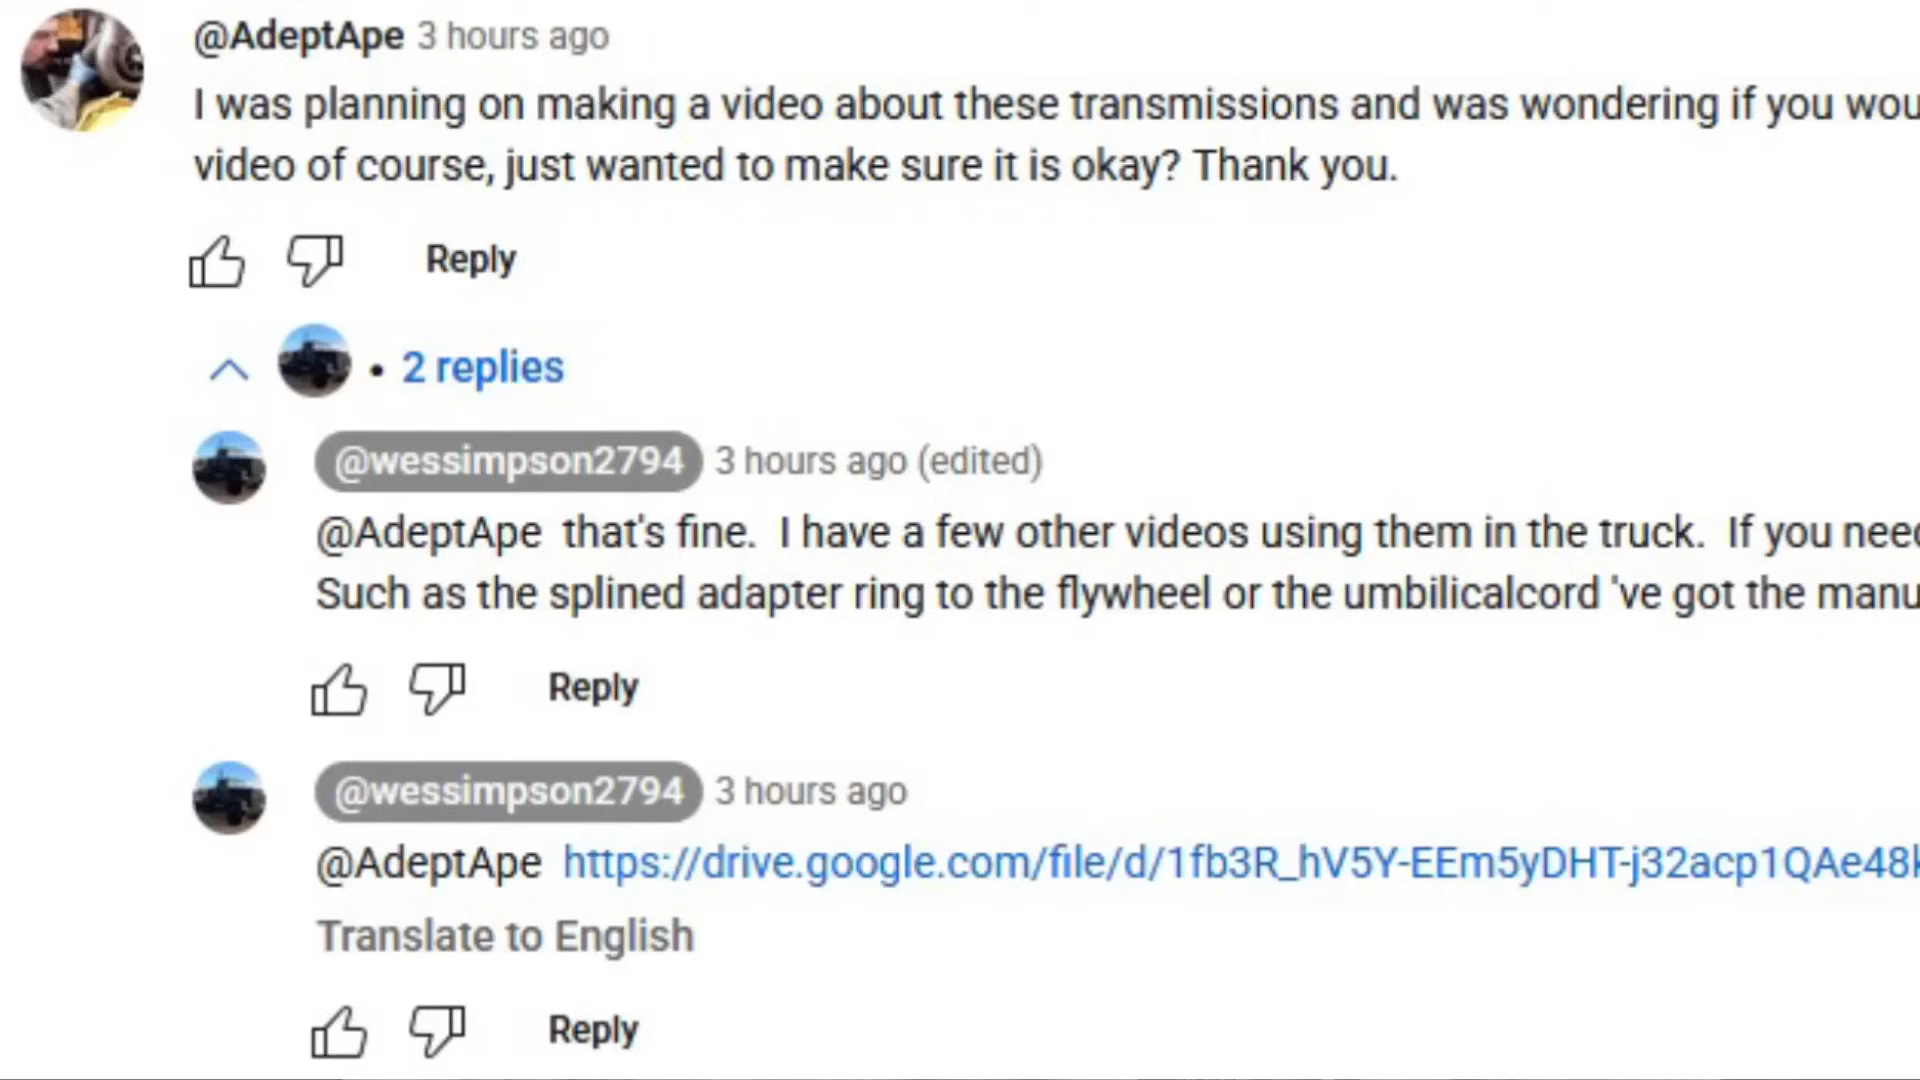 @AdeptApe 3 hours ago
I was planning on making a video about these transmissions and was wondering if you wou
video of course, just wanted to make sure it is okay? Thank you.
Reply
• 2 replies
@wessimpson2794 3 hours ago (edited)
@AdeptApe that's fine. I have a few other videos using them in the truck. If you need
Such as the splined adapter ring to the flywheel or the umbilicalcord 've got the manu
Reply
@wessimpson2794 3 hours ago
@AdeptApe https://drive.google.com/file/d/1fb3R_hV5Y-EEm5yDHT-j32acp1QAe48k
Translate to English
Reply